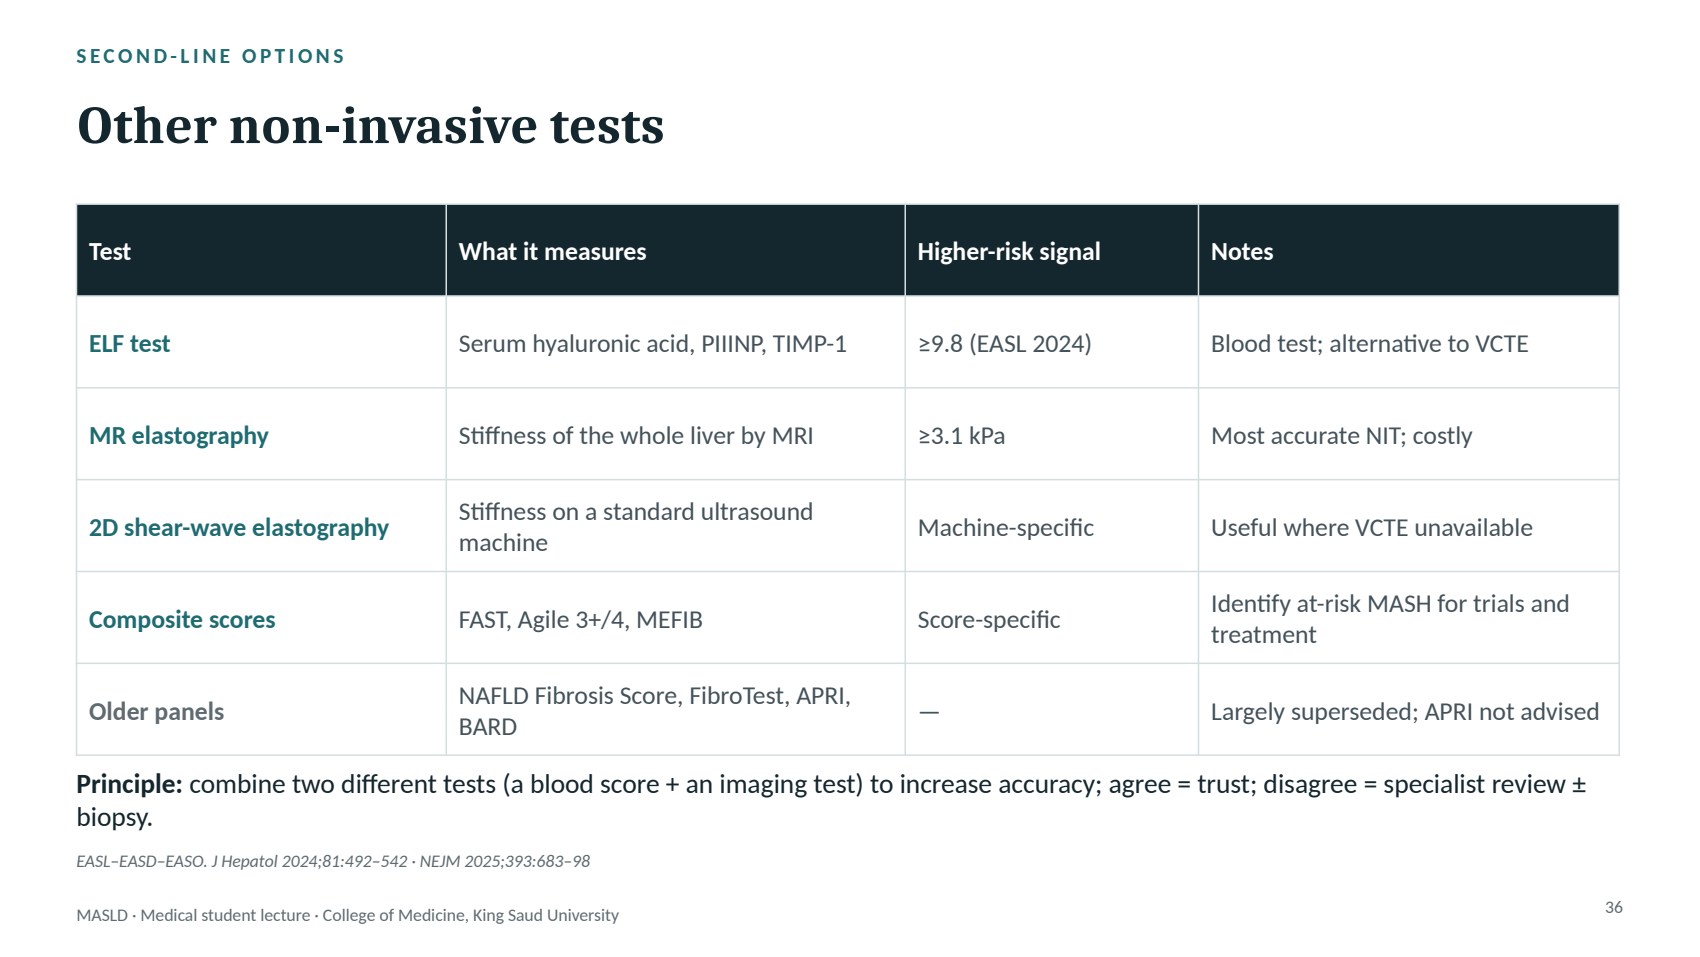 SECOND-LINE OPTIONS
Other non-invasive tests
Test
What it measures
Higher-risk signal
Notes
ELF test
Serum hyaluronic acid, PIIINP, TIMP-1
≥9.8 (EASL 2024)
Blood test; alternative to VCTE
MR elastography
Stiffness of the whole liver by MRI
≥3.1 kPa
Most accurate NIT; costly
2D shear-wave elastography
Stiffness on a standard ultrasound
machine
Machine-specific
Useful where VCTE unavailable
Composite scores
FAST, Agile 3+/4, MEFIB
Score-specific
Identify at-risk MASH for trials and
treatment
Older panels
NAFLD Fibrosis Score, FibroTest, APRI,
BARD
—
Largely superseded; APRI not advised
Principle: combine two different tests (a blood score + an imaging test) to increase accuracy; agree = trust; disagree = specialist review ±
biopsy.
EASL–EASD–EASO. J Hepatol 2024;81:492–542 · NEJM 2025;393:683–98
MASLD · Medical student lecture · College of Medicine, King Saud University
36